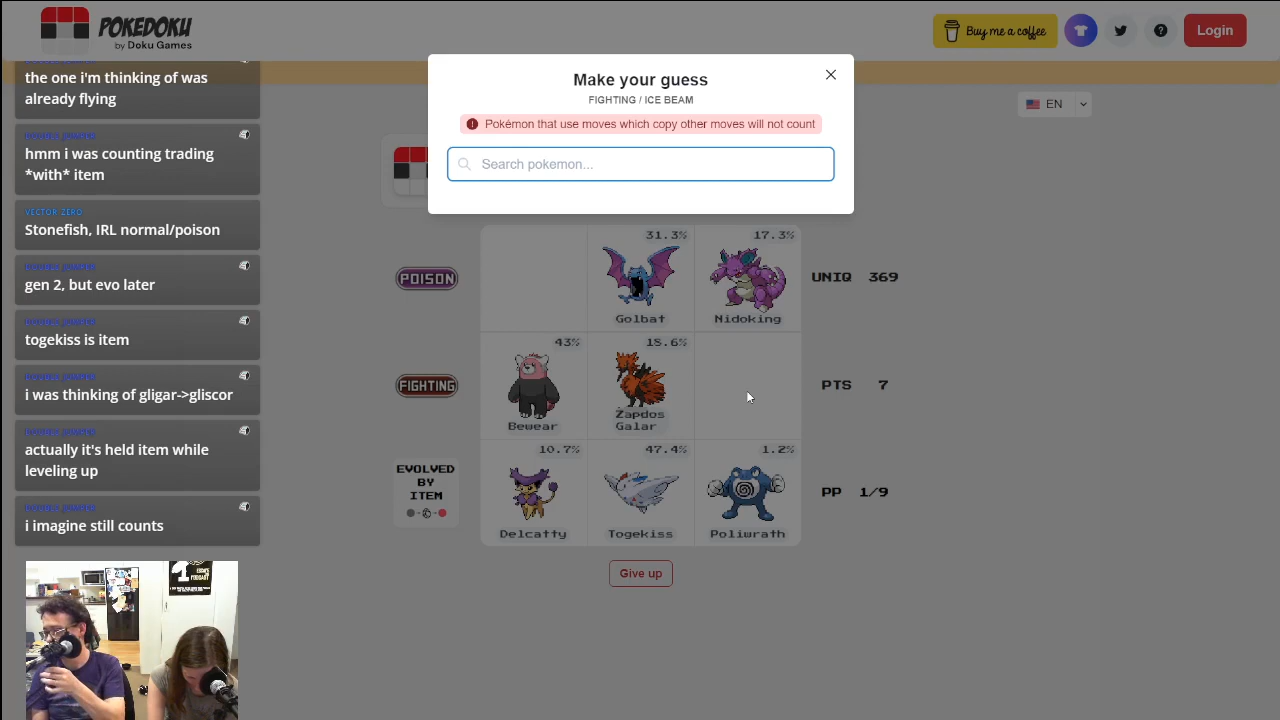 POKEDOKU
by Doku Games
Buy me a coffee
Login
EN
the one i'm thinking of was
already flying
hmm i was counting trading
*with* item
VECTOR ZERO
Stonefish, IRL normal/poison
gen 2, but evo later
togekiss is item
i was thinking of gligar->gliscor
actually it's held item while
leveling up
i imagine still counts
Make your guess
FIGHTING / ICE BEAM
Pokémon that use moves which copy other moves will not count
Search pokemon...
31.3%
17.3%
POISON
Golbat
Nidoking
UNIQ 369
43%
18.6%
FIGHTING
Bewear
Zapdos
Galar
PTS 7
10.7%
47.4%
1.2%
EVOLVED
BY
ITEM
Delcatty
Togekiss
Poliwrath
PP 1/9
Give up